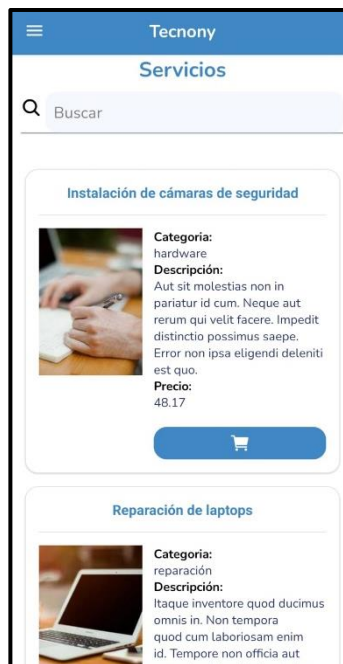 Tecnony
Servicios
Buscar
Instalación de cámaras de seguridad
Categoria:
hardware
Descripción:
Aut sit molestias non in
pariatur id cum. Neque aut
rerum qui velit facere. Impedit
distinctio possimus saepe.
Error non ipsa eligendi deleniti
est quo.
Precio:
48.17
Reparación de laptops
Categoria:
reparación
Descripción:
Itaque inventore quod ducimus
omnis in. Non tempora
quod cum laboriosam enim
id. Tempore non officia aut